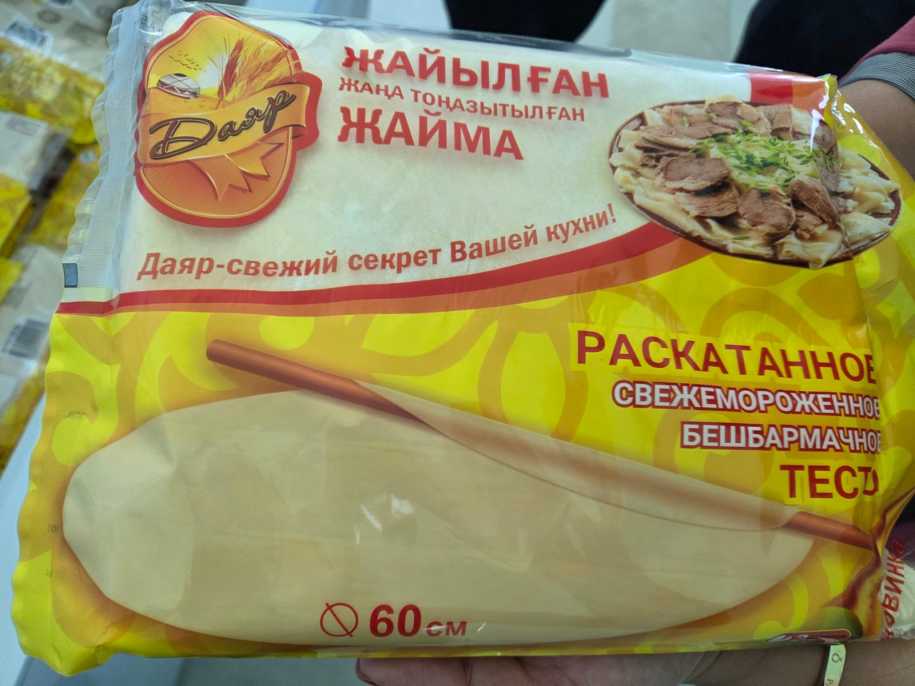 Даяр
ЖАЙЫЛҒАН
ЖАҢА ТОҢАЗЫТЫЛҒАН
ЖАЙМА
Даяр-свежий секрет Вашей кухни!
РАСКАТАННОЕ
СВЕЖЕМОРОЖЕННОЕ
БЕШБАРМАЧНОЕ
ТЕСТО
60 см